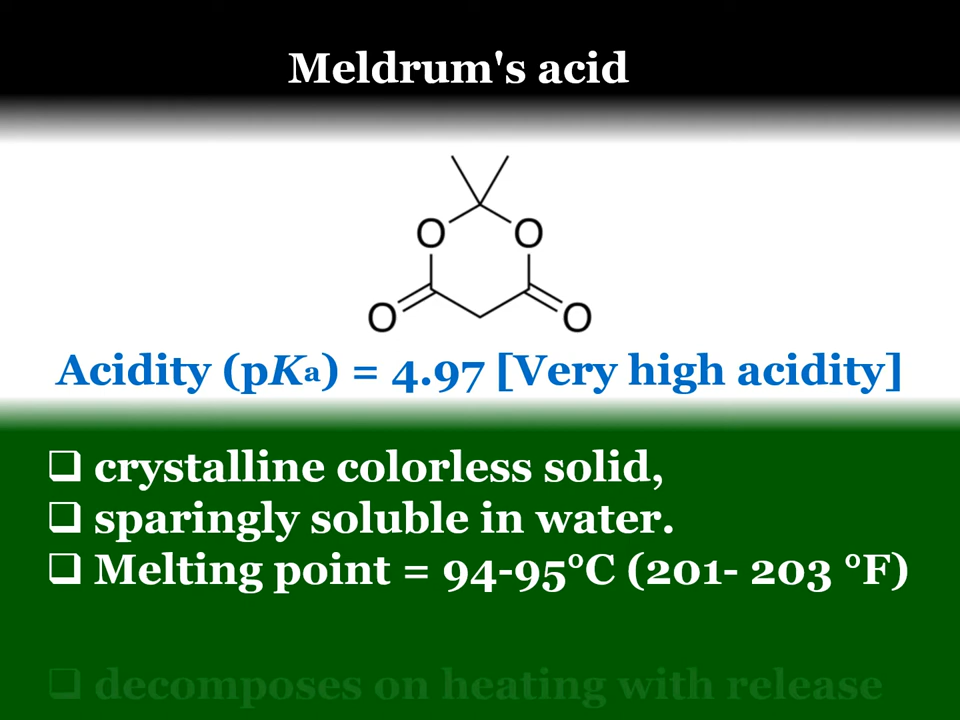 Meldrum's acid
O O
O O
Acidity (pKa) = 4.97 [Very high acidity]
❑ crystalline colorless solid,
❑ sparingly soluble in water.
❑ Melting point = 94-95°C (201- 203 °F)
❑ decomposes on heating with release